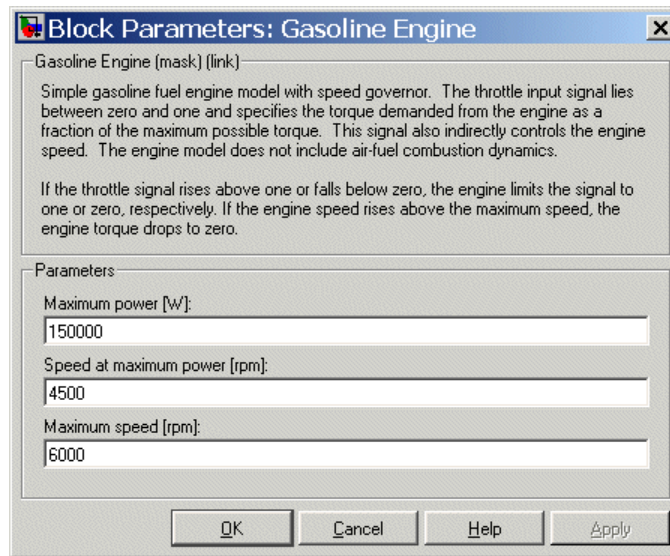 Block Parameters: Gasoline Engine
Gasoline Engine (mask) (link)
Simple gasoline fuel engine model with speed governor.  The throttle input signal lies
between zero and one and specifies the torque demanded from the engine as a
fraction of the maximum possible torque.  This signal also indirectly controls the engine
speed.  The engine model does not include air-fuel combustion dynamics.
If the throttle signal rises above one or falls below zero, the engine limits the signal to
one or zero, respectively. If the engine speed rises above the maximum speed, the
engine torque drops to zero.
Parameters
Maximum power [W]:
150000
Speed at maximum power [rpm]:
4500
Maximum speed [rpm]:
6000
OK Cancel Help Apply